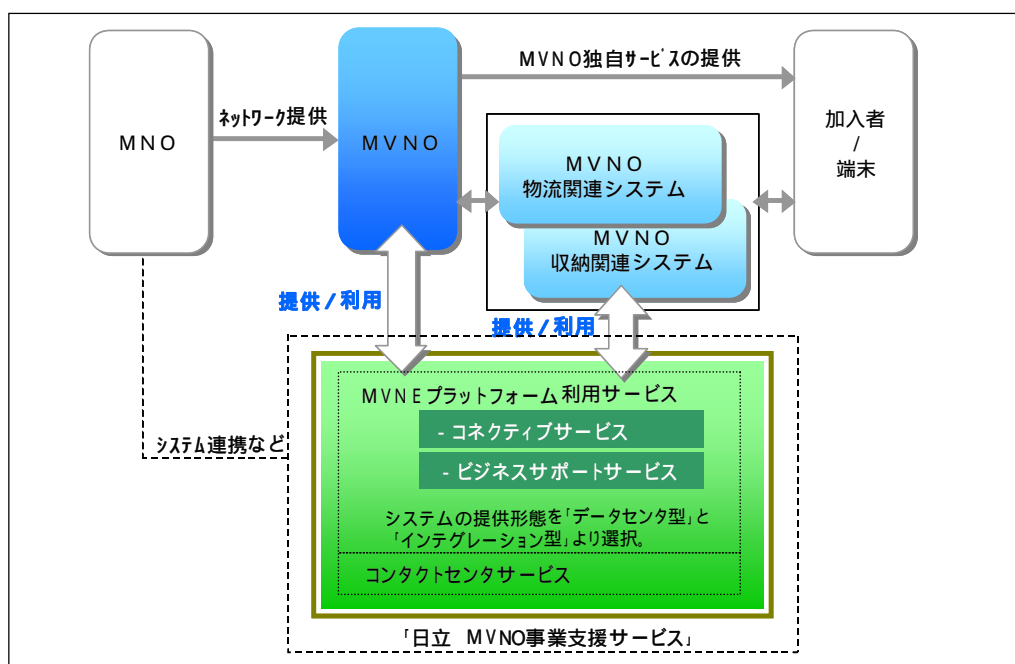 MVNO独自ｻｰﾋﾞｽの提供
ﾈｯﾄﾜｰｸ提供
MNO
MVNO
加入者
/
端末
MVNO
物流関連システム
MVNO
収納関連システム
提供/利用
提供/利用
MVNEプラットフォーム利用サービス
- コネクティブサービス
- ビジネスサポートサービス
ｼｽﾃﾑ連携など
システムの提供形態を「データセンタ型」と
「インテグレーション型」より選択。
コンタクトセンタサービス
「日立 MVNO事業支援サービス」